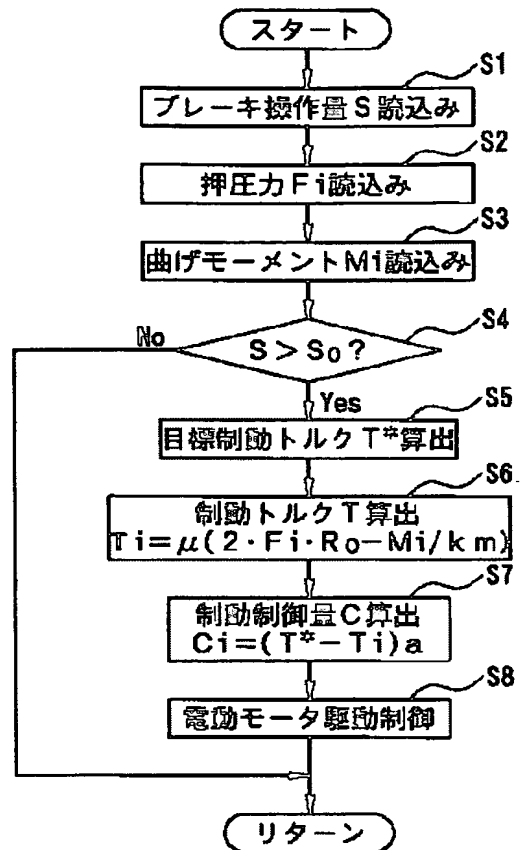 スタート
S1
ブレーキ操作量S読込み
S2
押圧力Fi読込み
S3
曲げモーメントMi読込み
S4
No
S>S0?
Yes
S5
目標制動トルクT*算出
S6
制動トルクT算出
Ti=μ(2・Fi・R0-Mi/km)
S7
制動制御量C算出
Ci=(T*-Ti)a
S8
電動モータ駆動制御
リターン